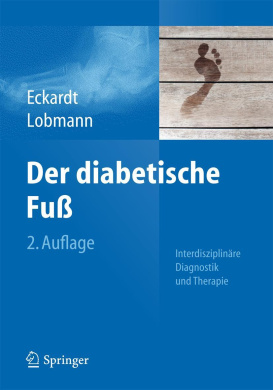 Eckardt
Lobmann
Der diabetische
Fuß
2. Auflage
Interdisziplinäre
Diagnostik
und Therapie
Springer